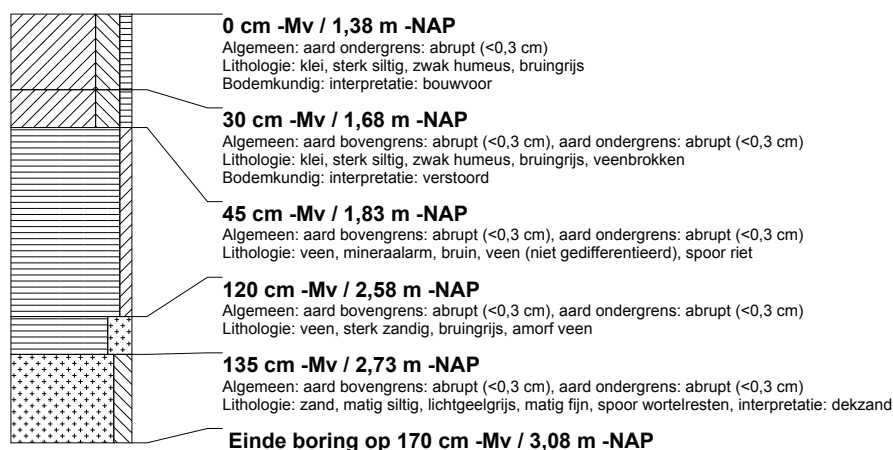 0 cm -Mv / 1,38 m -NAP
Algemeen: aard ondergrens: abrupt (<0,3 cm)
Lithologie: klei, sterk siltig, zwak humeus, bruingrijs
Bodemkundig: interpretatie: bouwvoor
30 cm -Mv / 1,68 m -NAP
Algemeen: aard bovengrens: abrupt (<0,3 cm), aard ondergrens: abrupt (<0,3 cm)
Lithologie: klei, sterk siltig, zwak humeus, bruingrijs, veenbrokken
Bodemkundig: interpretatie: verstoord
45 cm -Mv / 1,83 m -NAP
Algemeen: aard bovengrens: abrupt (<0,3 cm), aard ondergrens: abrupt (<0,3 cm)
Lithologie: veen, mineraalarm, bruin, veen (niet gedifferentieerd), spoor riet
120 cm -Mv / 2,58 m -NAP
Algemeen: aard bovengrens: abrupt (<0,3 cm), aard ondergrens: abrupt (<0,3 cm)
Lithologie: veen, sterk zandig, bruingrijs, amorf veen
135 cm -Mv / 2,73 m -NAP
Algemeen: aard bovengrens: abrupt (<0,3 cm), aard ondergrens: abrupt (<0,3 cm)
Lithologie: zand, matig siltig, lichtgeelgrijs, matig fijn, spoor wortelresten, interpretatie: dekzand
Einde boring op 170 cm -Mv / 3,08 m -NAP